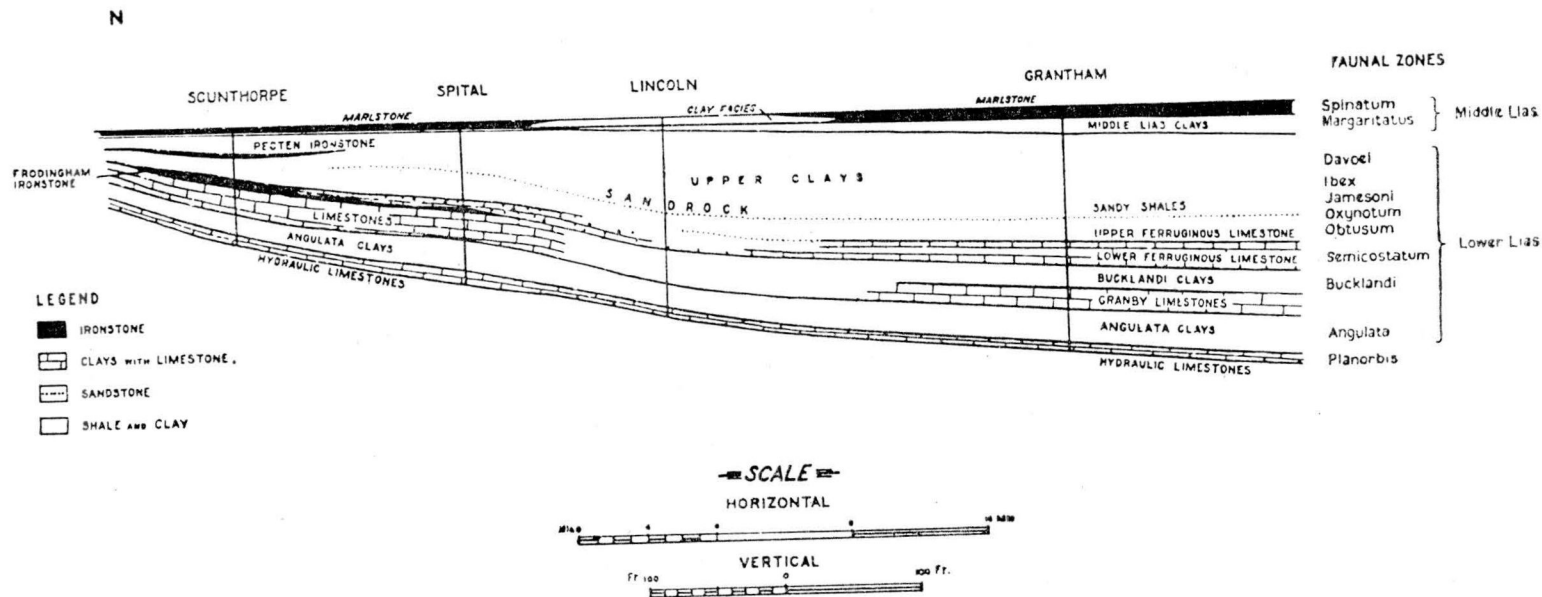 N
FAUNAL ZONES
SCUNTHORPE
SPITAL
LINCOLN
GRANTHAM
MARLSTONE
CLAY FACIES
MARLSTONE
Spinatum
Margaritatus
Middle Lias
MIDDLE LIAS CLAYS
PECTEN IRONSTONE
FRODINGHAM
IRONSTONE
UPPER CLAYS
SANDROCK
SANDY SHALES
LIMESTONES
UPPER FERRUGINOUS LIMESTONE
LOWER FERRUGINOUS LIMESTONE
ANGULATA CLAYS
HYDRAULIC LIMESTONES
BUCKLANDI CLAYS
GRANBY LIMESTONES
ANGULATA CLAYS
HYDRAULIC LIMESTONES
Davoei
Ibex
Jamesoni
Oxynotum
Obtusum
Semicostatum
Bucklandi
Angulata
Planorbis
Lower Lias
LEGEND
IRONSTONE
CLAYS WITH LIMESTONE.
SANDSTONE
SHALE AND CLAY
SCALE
HORIZONTAL
VERTICAL
Ft 100 0 100 Ft.